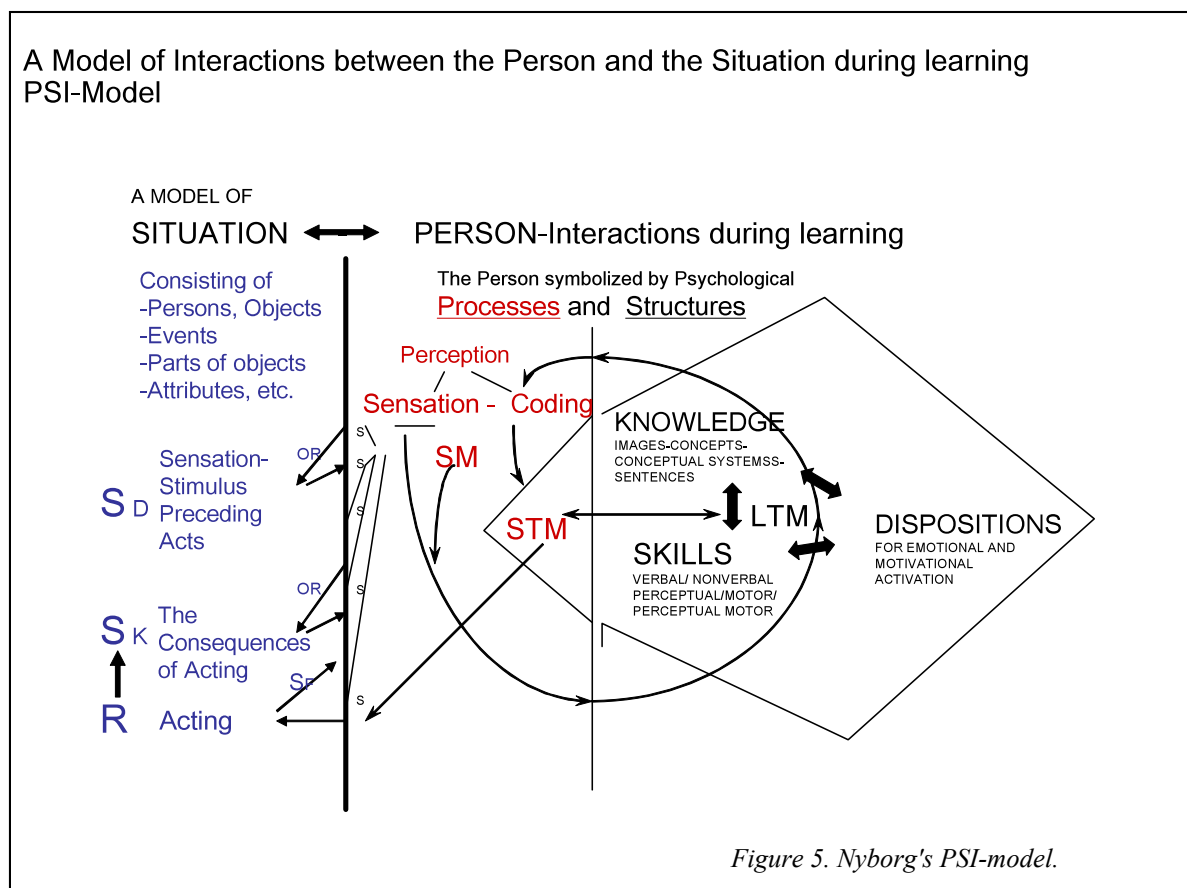 A Model of Interactions between the Person and the Situation during learning
PSI-Model
A MODEL OF
SITUATION
PERSON-Interactions during learning
Consisting of
-Persons, Objects
-Events
-Parts of objects
-Attributes, etc.
The Person symbolized by Psychological
Processes and Structures
Perception
Sensation - Coding
SM
STM
KNOWLEDGE
IMAGES-CONCEPTS-
CONCEPTUAL SYSTEMSS-
SENTENCES
LTM
SKILLS
VERBAL/ NONVERBAL
PERCEPTUAL/MOTOR/
PERCEPTUAL MOTOR
DISPOSITIONS
FOR EMOTIONAL AND
MOTIVATIONAL
ACTIVATION
S
OR
S
S D
Sensation-
Stimulus
Preceding
Acts
S
OR
S
S K
The
Consequences
of Acting
SF
S
R
Acting
Figure 5. Nyborg's PSI-model.